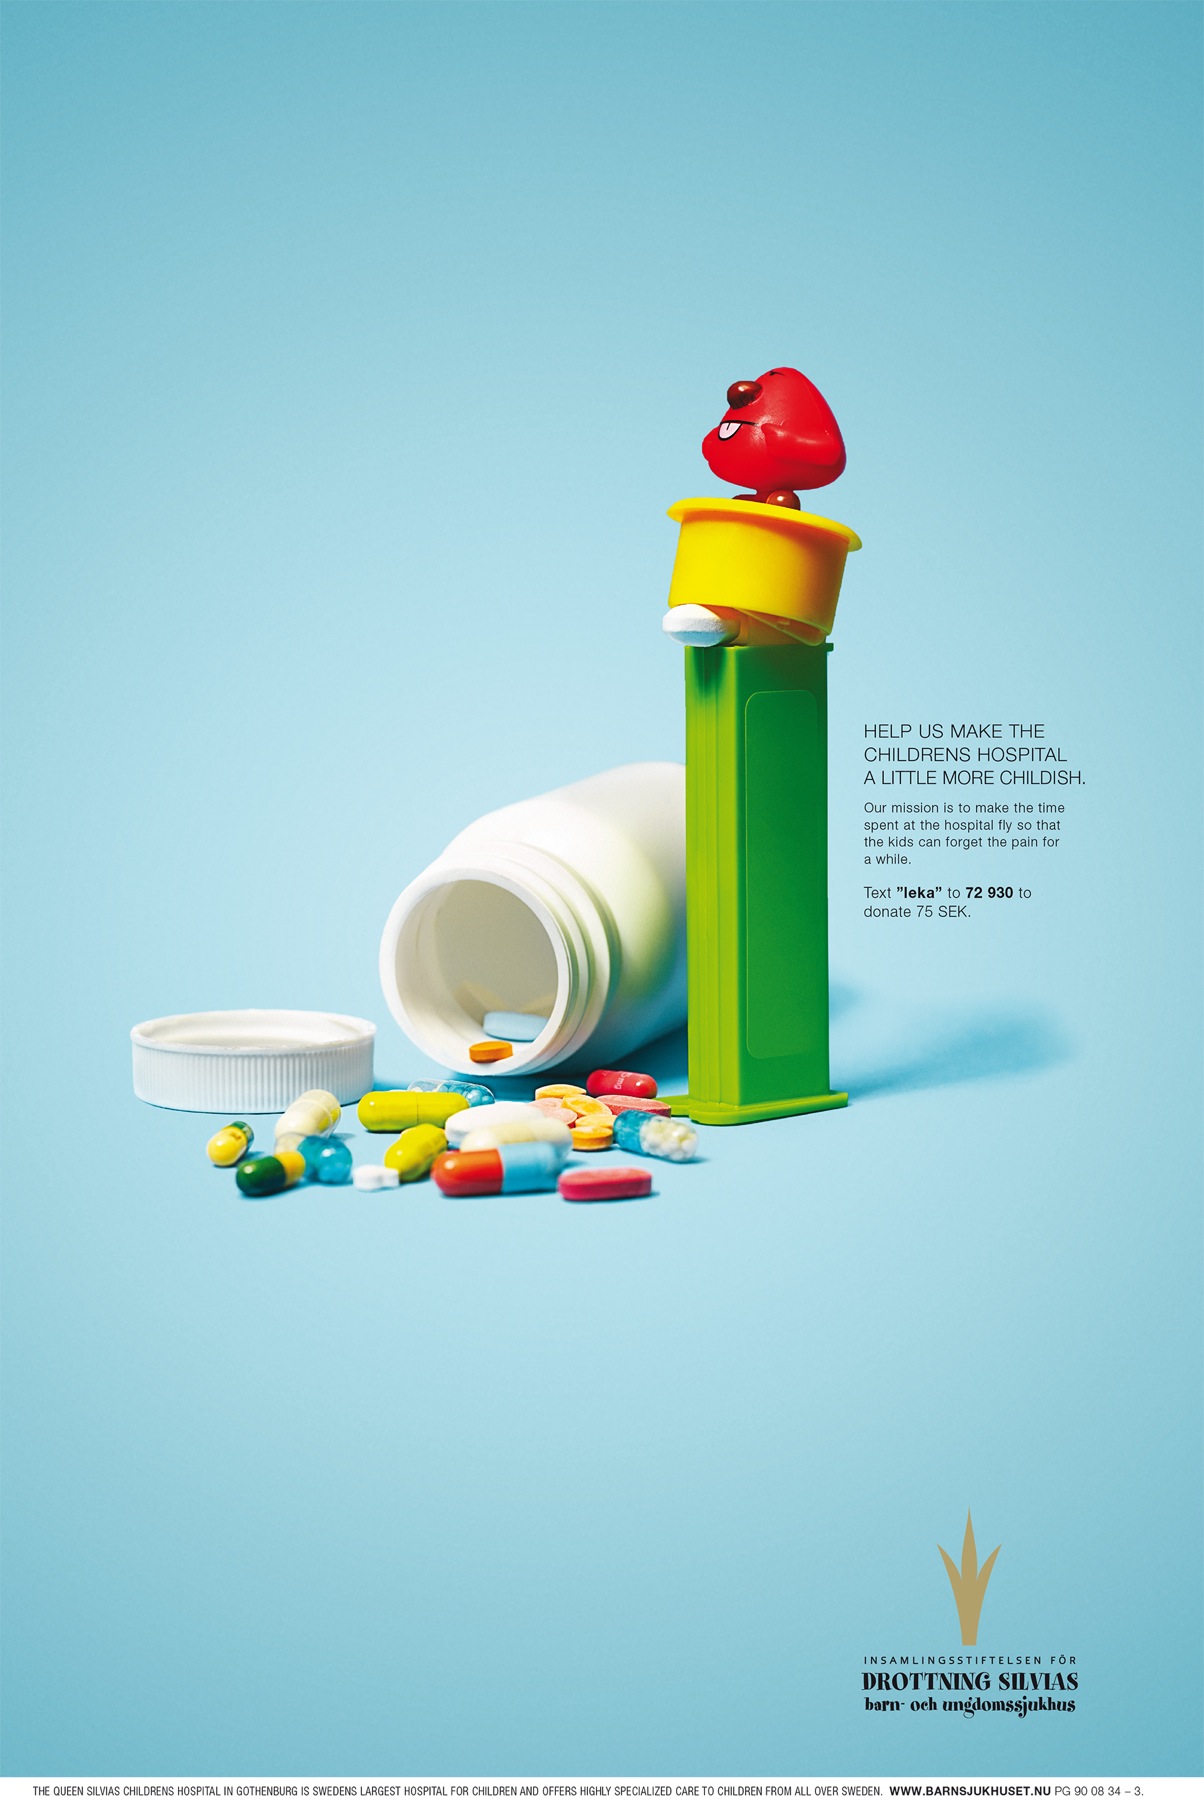 HELP US MAKE THE
CHILDRENS HOSPITAL
A LITTLE MORE CHILDISH.
Our mission is to make the time
spent at the hospital fly so that
the kids can forget the pain for
a while.
Text ”leka” to 72 930 to
donate 75 SEK.
INSAMLINGSSTIFTELSEN FÖR
DROTTNING SILVIAS
barn- och ungdomssjukhus
THE QUEEN SILVIAS CHILDRENS HOSPITAL IN GOTHENBURG IS SWEDENS LARGEST HOSPITAL FOR CHILDREN AND OFFERS HIGHLY SPECIALIZED CARE TO CHILDREN FROM ALL OVER SWEDEN. WWW.BARNSJUKHUSET.NU PG 90 08 34 – 3.